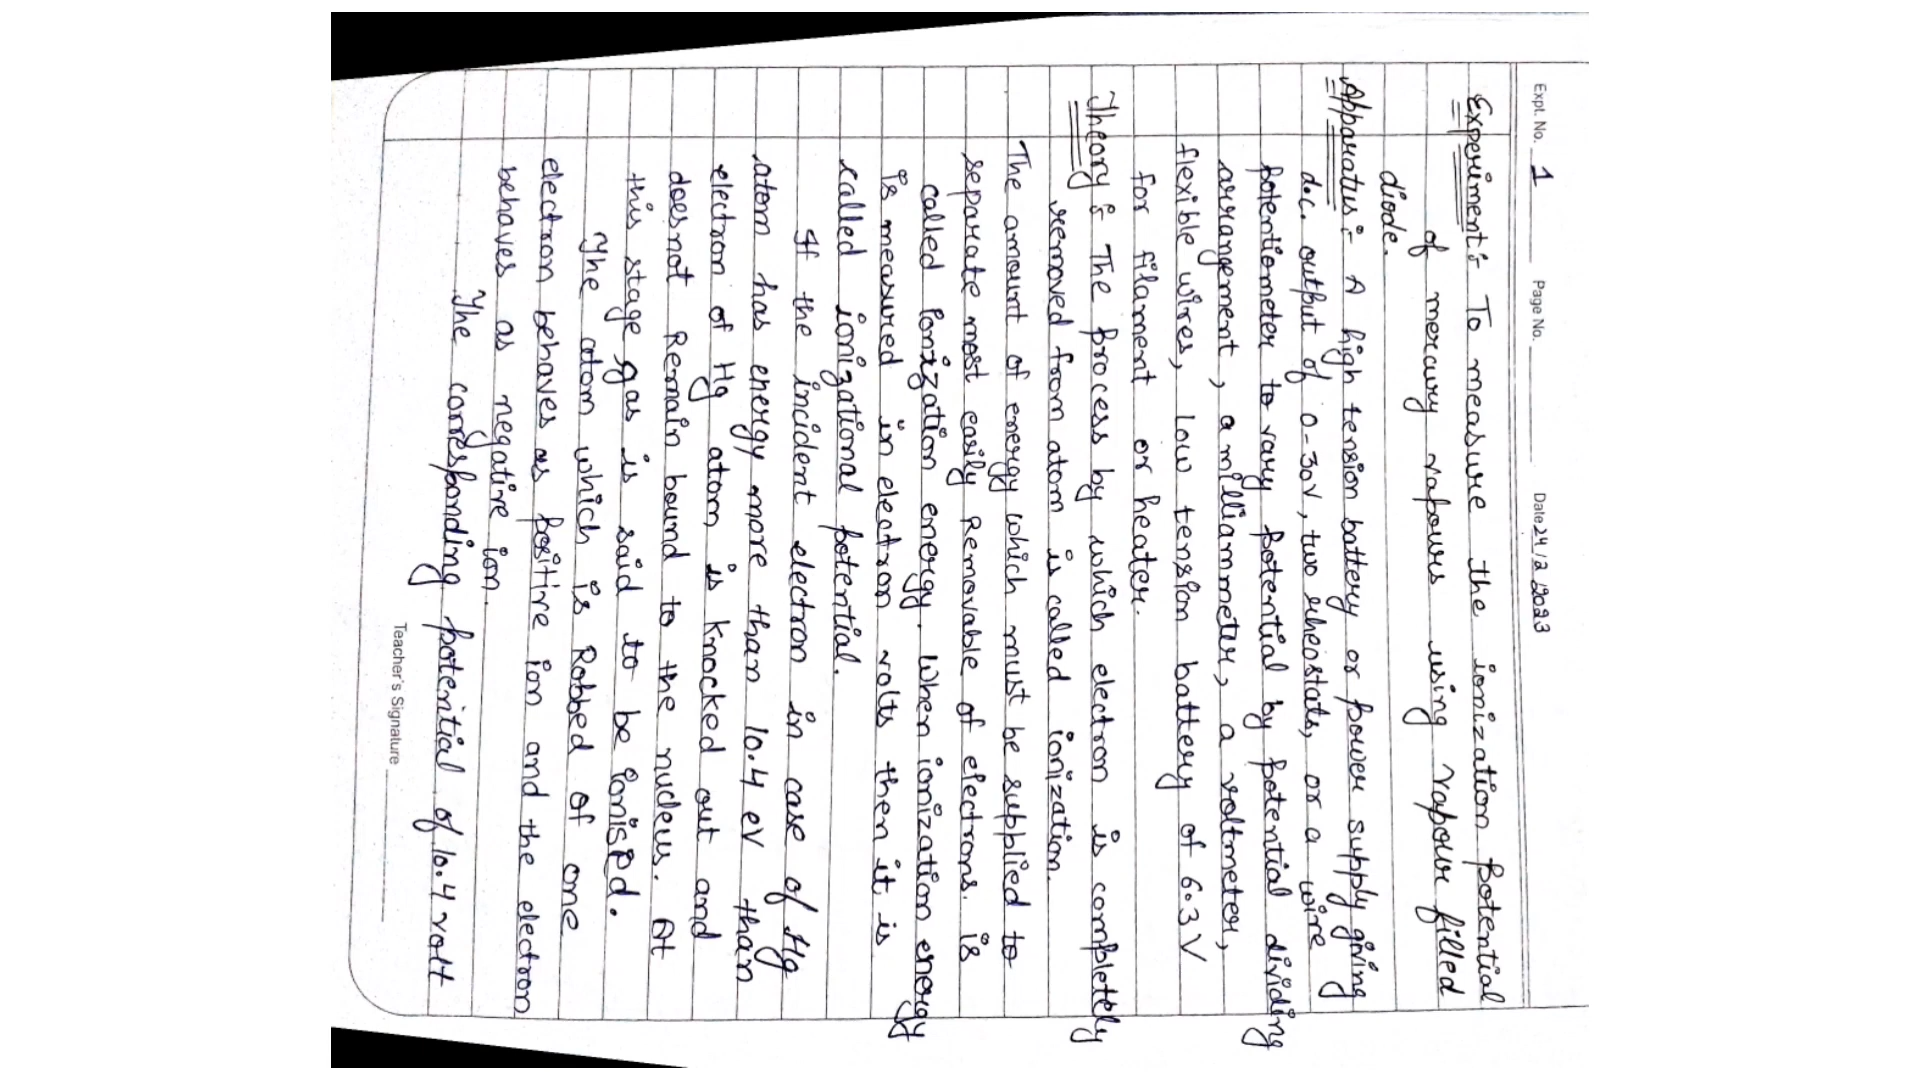 Expt. No. 1 Page No. Date 24/2/2023
Experiment :- To measure the ionization potential
of mercury vapours using vapour filled
diode.
Apparatus :- A high tension battery or power supply giving
d.c. output of 0-30V, two rheostats, or a wire
potentiometer to vary potential by potential dividing
arrangement, a milliammeter, a voltmeter,
flexible wires, low tension battery of 6.3 V
for filament or heater.
Theory :- The process by which electron is completely
removed from atom is called ionization.
The amount of energy which must be supplied to
separate most easily Removable of electrons. is
called Ionization energy. When ionization energy
is measured in electron volts then it is
called ionizational potential.
If the incident electron in case of Hg
atom has energy more than 10.4 eV than
electron of Hg atom is knocked out and
does not Remain bound to the nucleus. At
this stage gas is said to be Ionised.
The atom which is Robbed of one
electron behaves as positive ion and the electron
behaves as negative ion.
The corresponding potential of 10.4 volt
Teacher's Signature